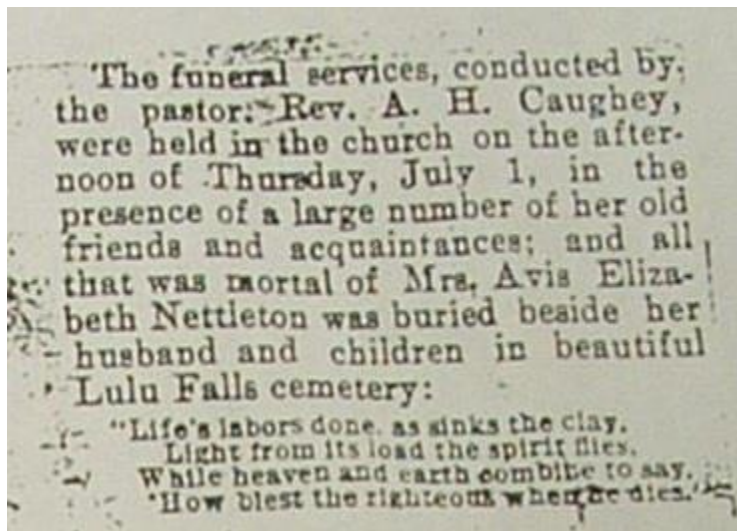 The funeral services, conducted by
the pastor, Rev. A. H. Caughey,
were held in the church on the after-
noon of Thursday, July 1, in the
presence of a large number of her old
friends and acquaintances; and all
that was mortal of Mrs. Avis Eliza-
beth Nettleton was buried beside her
husband and children in beautiful
Lulu Falls cemetery:
"Life's labors done, as sinks the clay,
Light from its load the spirit flies,
While heaven and earth combine to say,
"How blest the righteous when he dies."